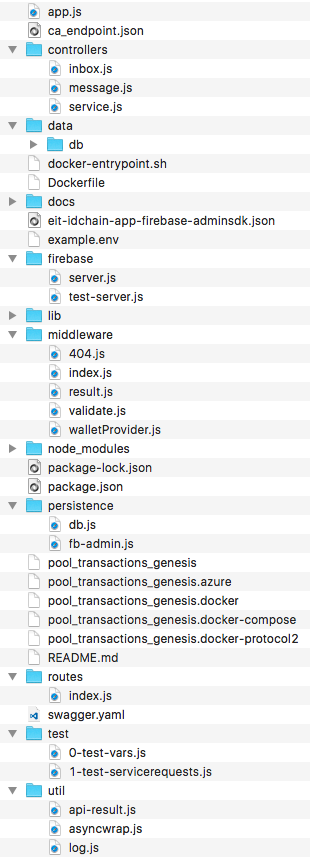 app.js
ca_endpoint.json
controllers
inbox.js
message.js
service.js
data
db
docker-entrypoint.sh
Dockerfile
docs
eit-idchain-app-firebase-adminsdk.json
example.env
firebase
server.js
test-server.js
lib
middleware
404.js
index.js
result.js
validate.js
walletProvider.js
node_modules
package-lock.json
package.json
persistence
db.js
fb-admin.js
pool_transactions_genesis
pool_transactions_genesis.azure
pool_transactions_genesis.docker
pool_transactions_genesis.docker-compose
pool_transactions_genesis.docker-protocol2
README.md
routes
index.js
swagger.yaml
test
0-test-vars.js
1-test-servicerequests.js
util
api-result.js
asyncwrap.js
log.js